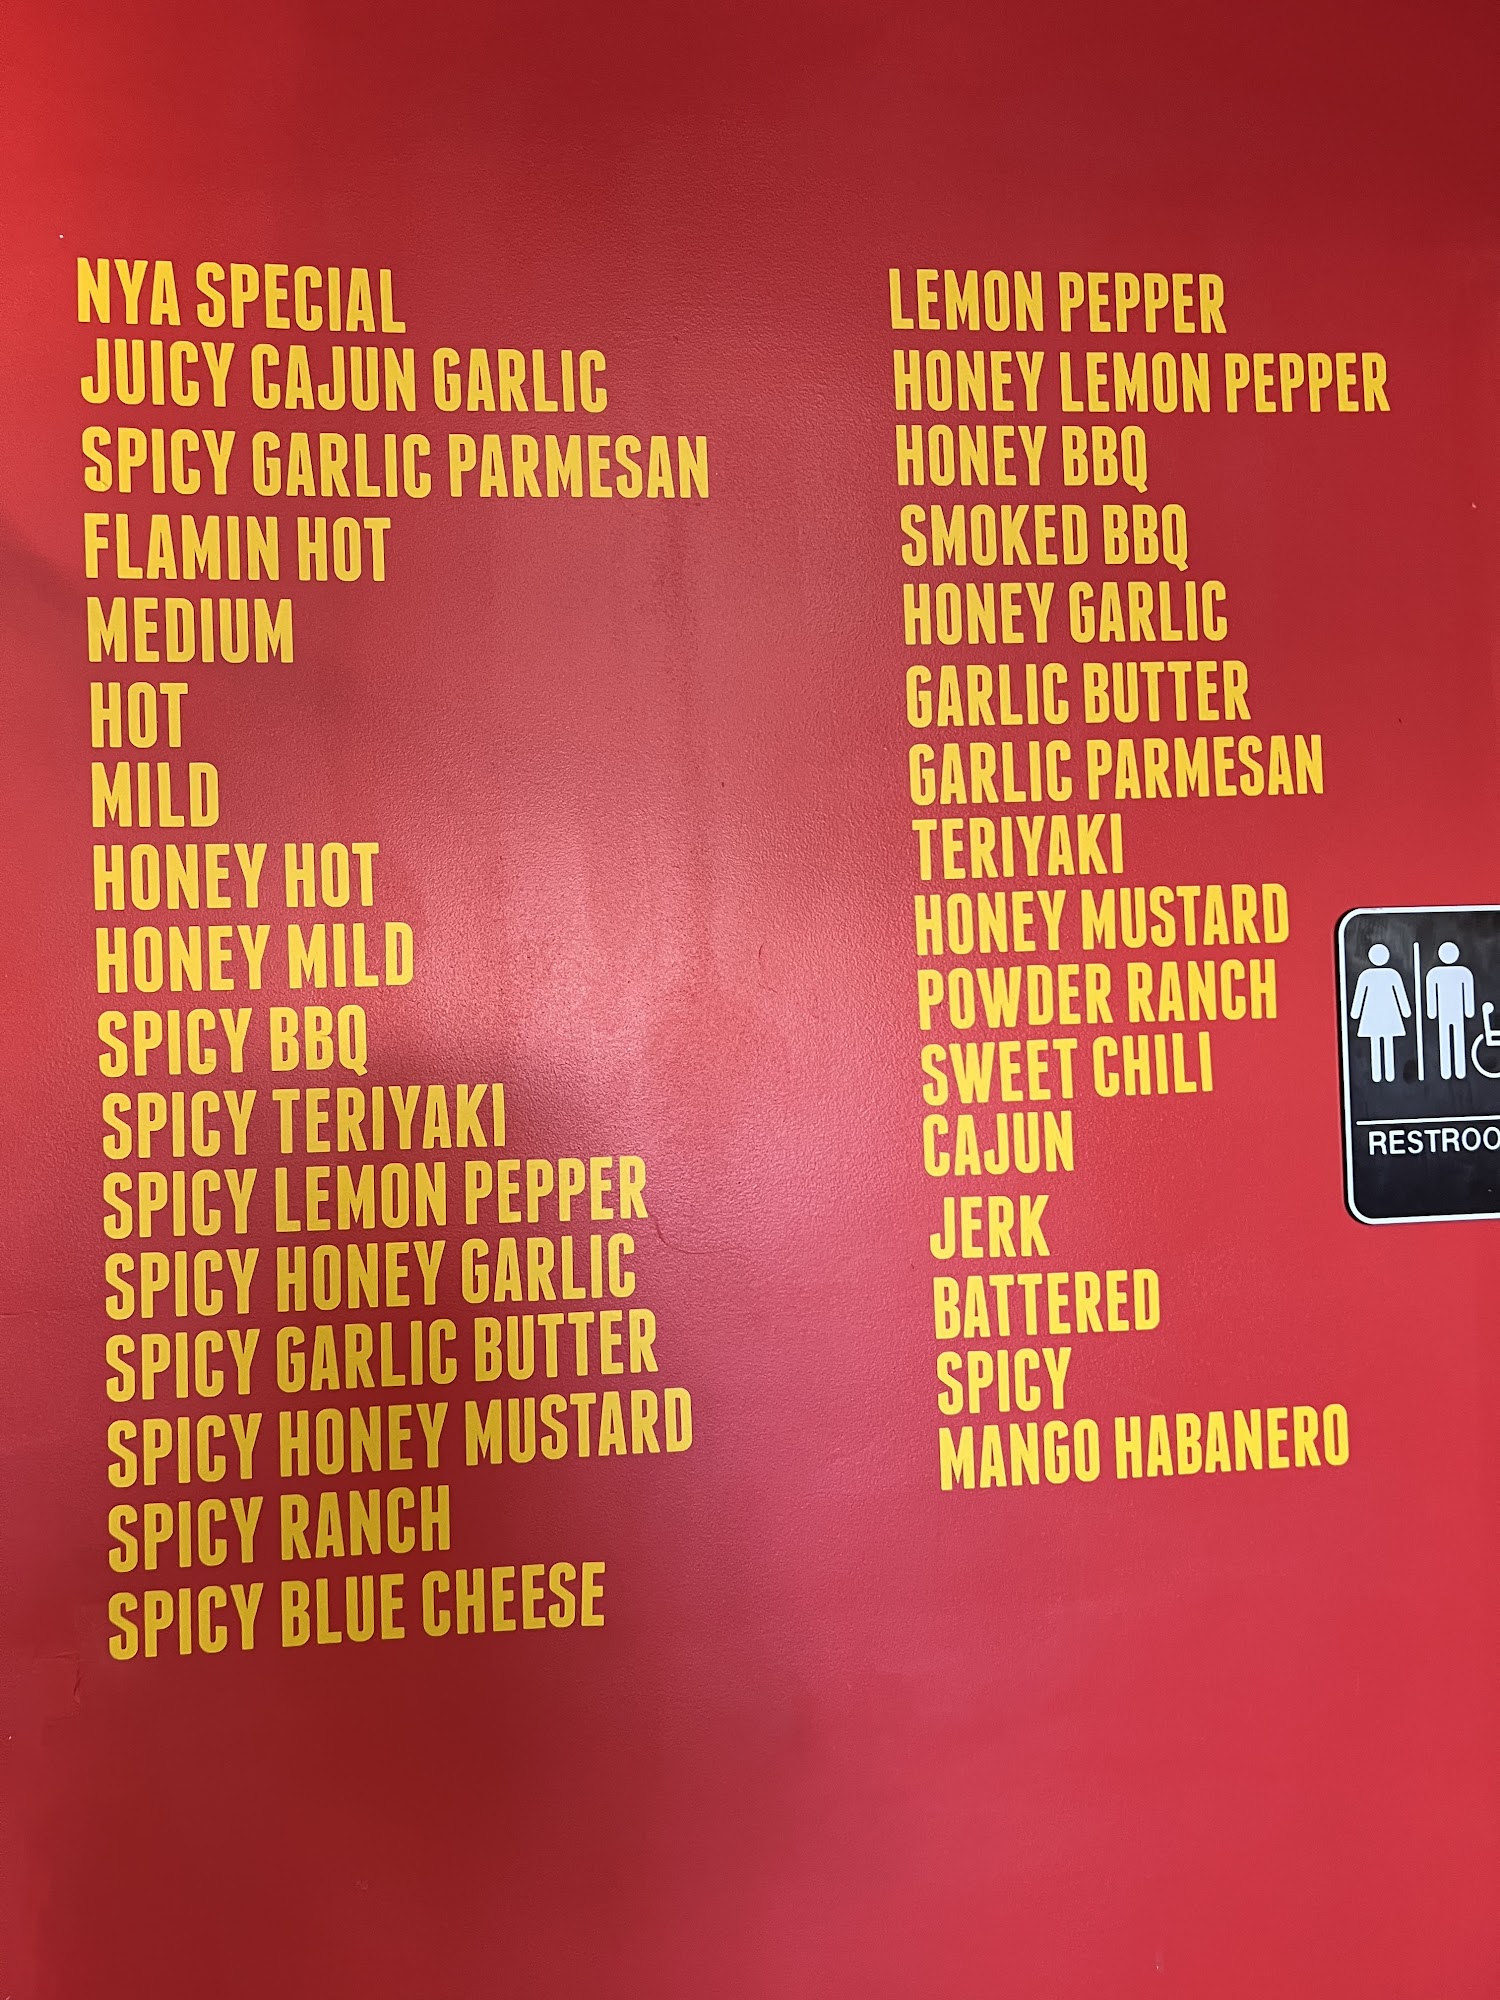 NYA SPECIAL
JUICY CAJUN GARLIC
SPICY GARLIC PARMESAN
FLAMIN HOT
MEDIUM
HOT
MILD
HONEY HOT
HONEY MILD
SPICY BBQ
SPICY TERIYAKI
SPICY LEMON PEPPER
SPICY HONEY GARLIC
SPICY GARLIC BUTTER
SPICY HONEY MUSTARD
SPICY RANCH
SPICY BLUE CHEESE
LEMON PEPPER
HONEY LEMON PEPPER
HONEY BBQ
SMOKED BBQ
HONEY GARLIC
GARLIC BUTTER
GARLIC PARMESAN
TERIYAKI
HONEY MUSTARD
POWDER RANCH
SWEET CHILI
CAJUN
JERK
BATTERED
SPICY
MANGO HABANERO